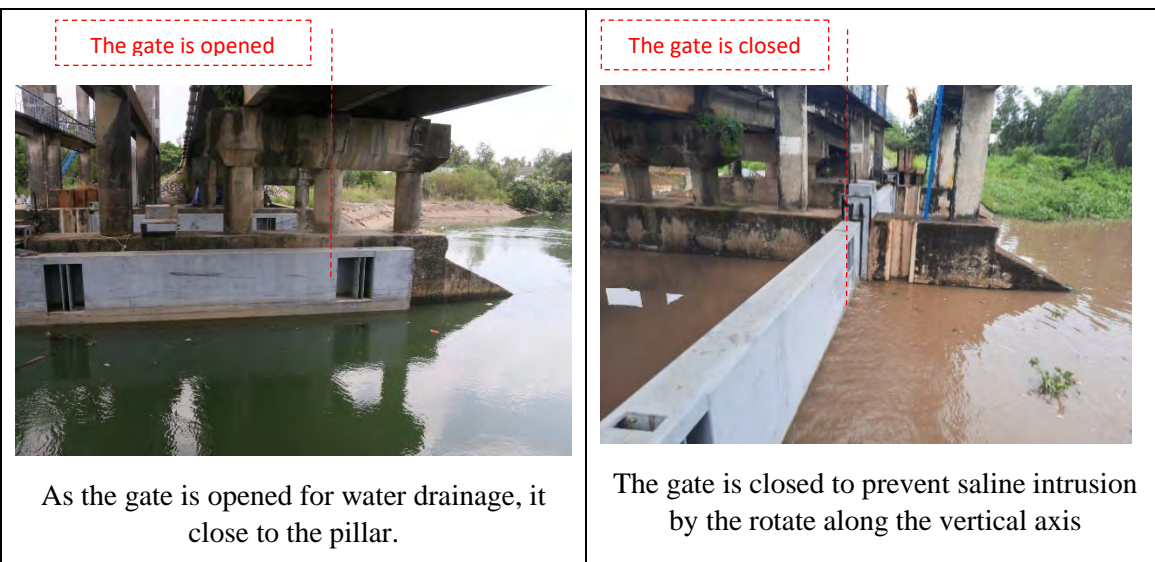 The gate is opened
The gate is closed
As the gate is opened for water drainage, it
close to the pillar.
The gate is closed to prevent saline intrusion
by the rotate along the vertical axis